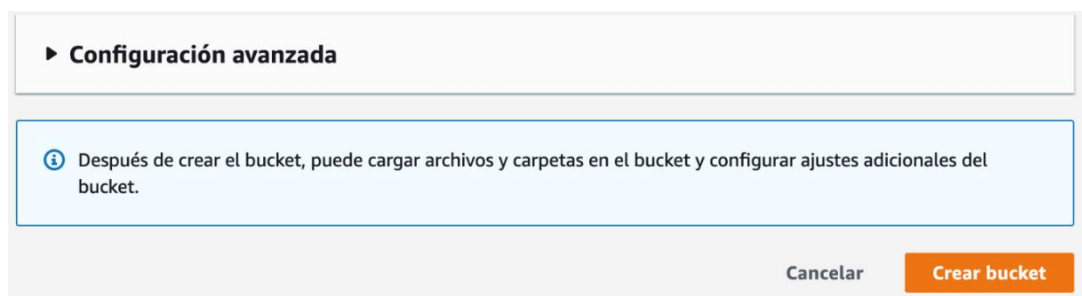 Configuración avanzada
Después de crear el bucket, puede cargar archivos y carpetas en el bucket y configurar ajustes adicionales del
bucket.
Cancelar Crear bucket